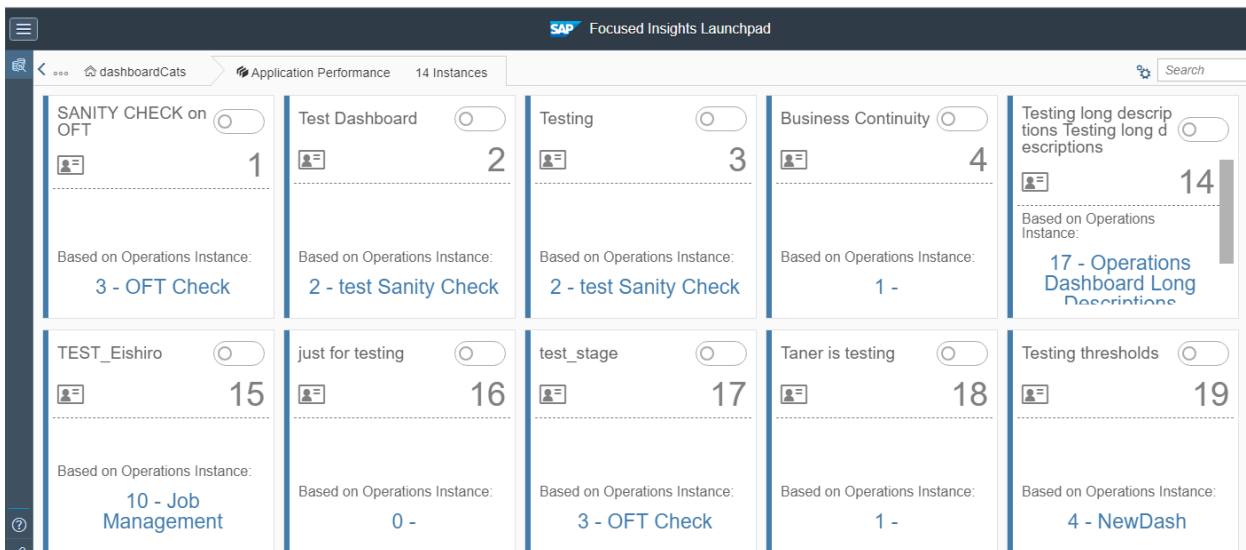 SAP Focused Insights Launchpad
dashboardCats
Application Performance 14 Instances
Search
SANITY CHECK on
OFT
1
Based on Operations Instance:
3 - OFT Check
Test Dashboard
2
Based on Operations Instance:
2 - test Sanity Check
Testing
3
Based on Operations Instance:
2 - test Sanity Check
Business Continuity
4
Based on Operations Instance:
1 -
Testing long descrip
tions Testing long d
escriptions
14
Based on Operations
Instance:
17 - Operations
Dashboard Long
Descriptions
TEST_Eishiro
15
Based on Operations Instance:
10 - Job
Management
just for testing
16
Based on Operations Instance:
0 -
test_stage
17
Based on Operations Instance:
3 - OFT Check
Taner is testing
18
Based on Operations Instance:
1 -
Testing thresholds
19
Based on Operations Instance:
4 - NewDash